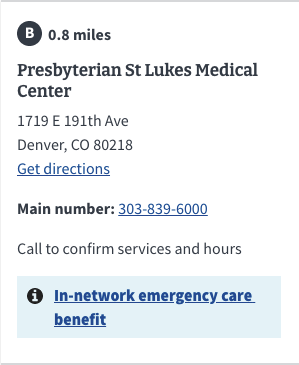 B 0.8 miles
Presbyterian St Lukes Medical
Center
1719 E 191th Ave
Denver, CO 80218
Get directions
Main number: 303-839-6000
Call to confirm services and hours
In-network emergency care
benefit